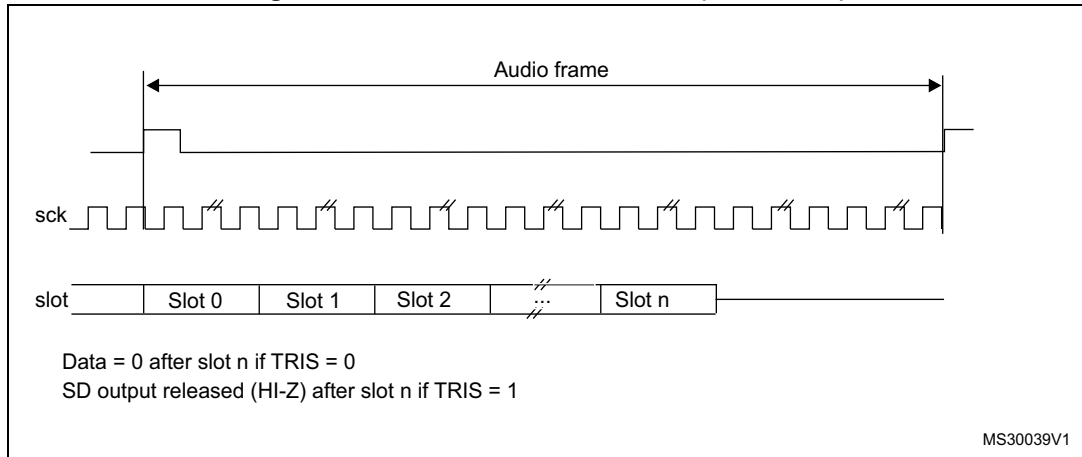 Audio frame
sck
slot
Slot 0
Slot 1
Slot 2
...
Slot n
Data = 0 after slot n if TRIS = 0
SD output released (HI-Z) after slot n if TRIS = 1
MS30039V1